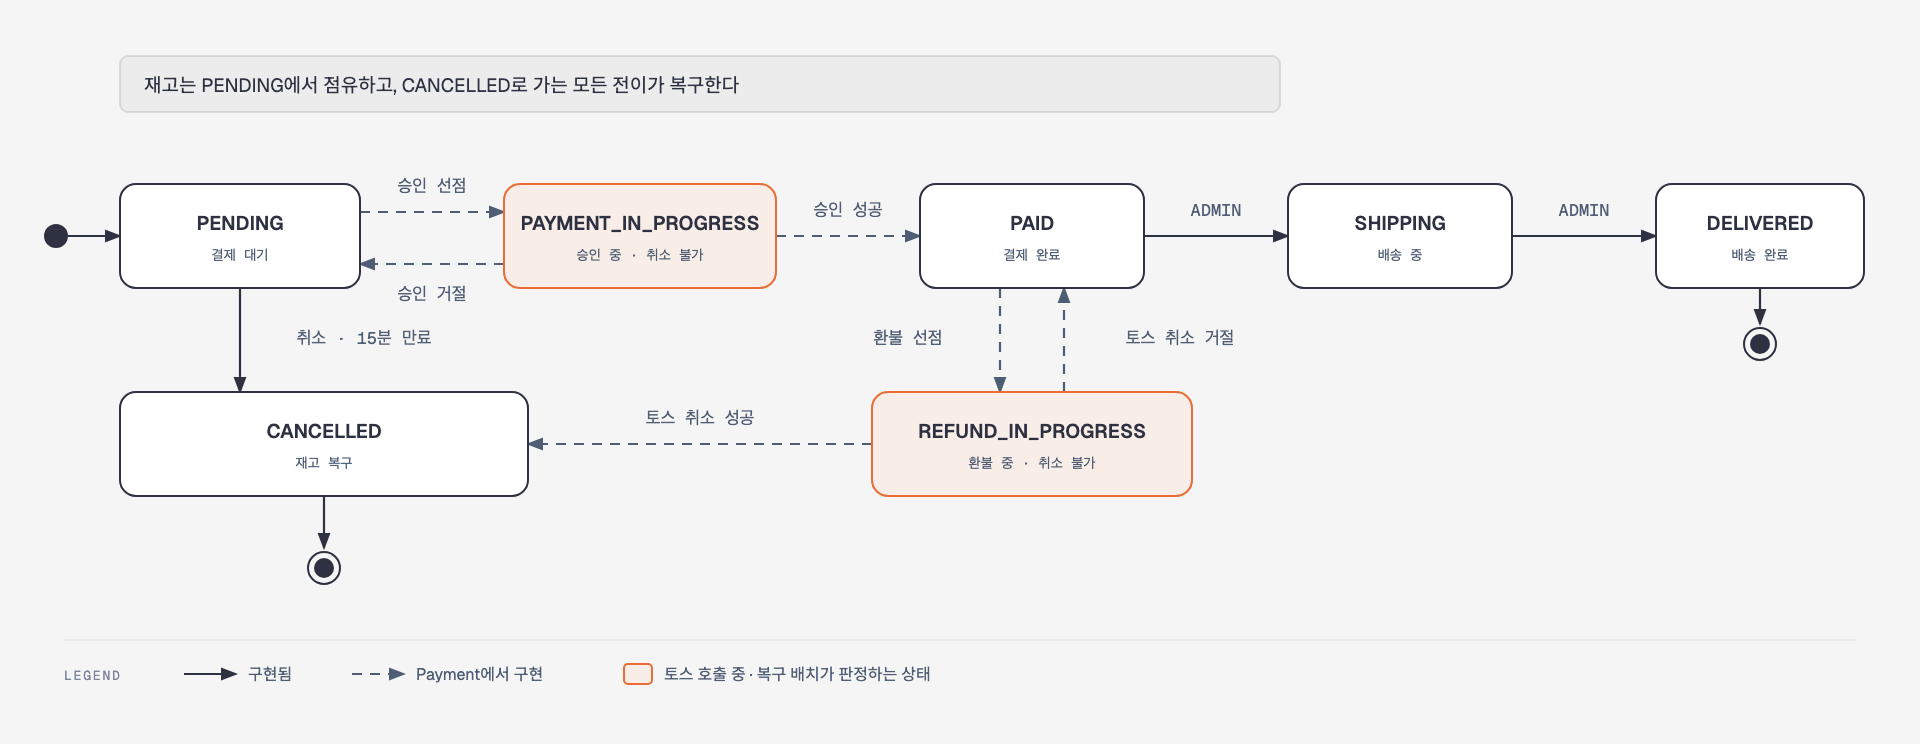 재고는 PENDING에서 점유하고, CANCELLED로 가는 모든 전이가 복구한다
승인 선점
PENDING
결제 대기
PAYMENT_IN_PROGRESS
승인 중 · 취소 불가
승인 성공
PAID
결제 완료
ADMIN
SHIPPING
배송 중
ADMIN
DELIVERED
배송 완료
승인 거절
취소 · 15분 만료
환불 선점
토스 취소 거절
CANCELLED
재고 복구
토스 취소 성공
REFUND_IN_PROGRESS
환불 중 · 취소 불가
LEGEND
구현됨
Payment에서 구현
토스 호출 중 · 복구 배치가 판정하는 상태